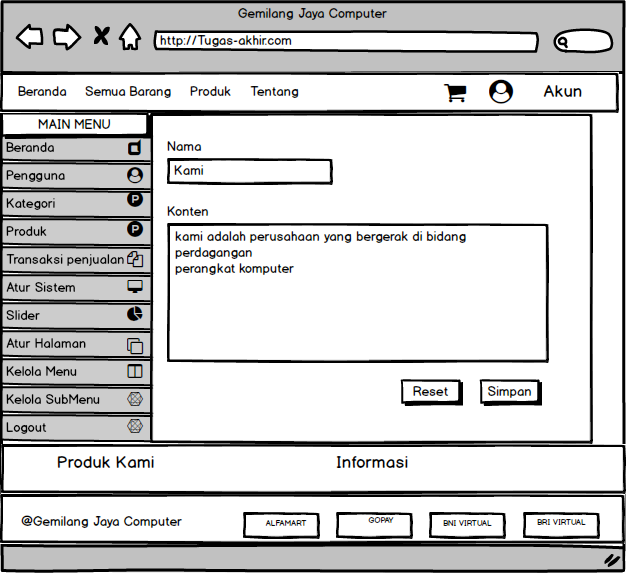 Gemilang Jaya Computer
http://Tugas-akhir.com
Beranda Semua Barang Produk Tentang Akun
MAIN MENU
Beranda
Pengguna
Kategori
Produk
Transaksi penjualan
Atur Sistem
Slider
Atur Halaman
Kelola Menu
Kelola SubMenu
Logout
Nama
Kami
Konten
kami adalah perusahaan yang bergerak di bidang
perdagangan
perangkat komputer
Reset Simpan
Produk Kami Informasi
@Gemilang Jaya Computer ALFAMART GOPAY BNI VIRTUAL BRI VIRTUAL